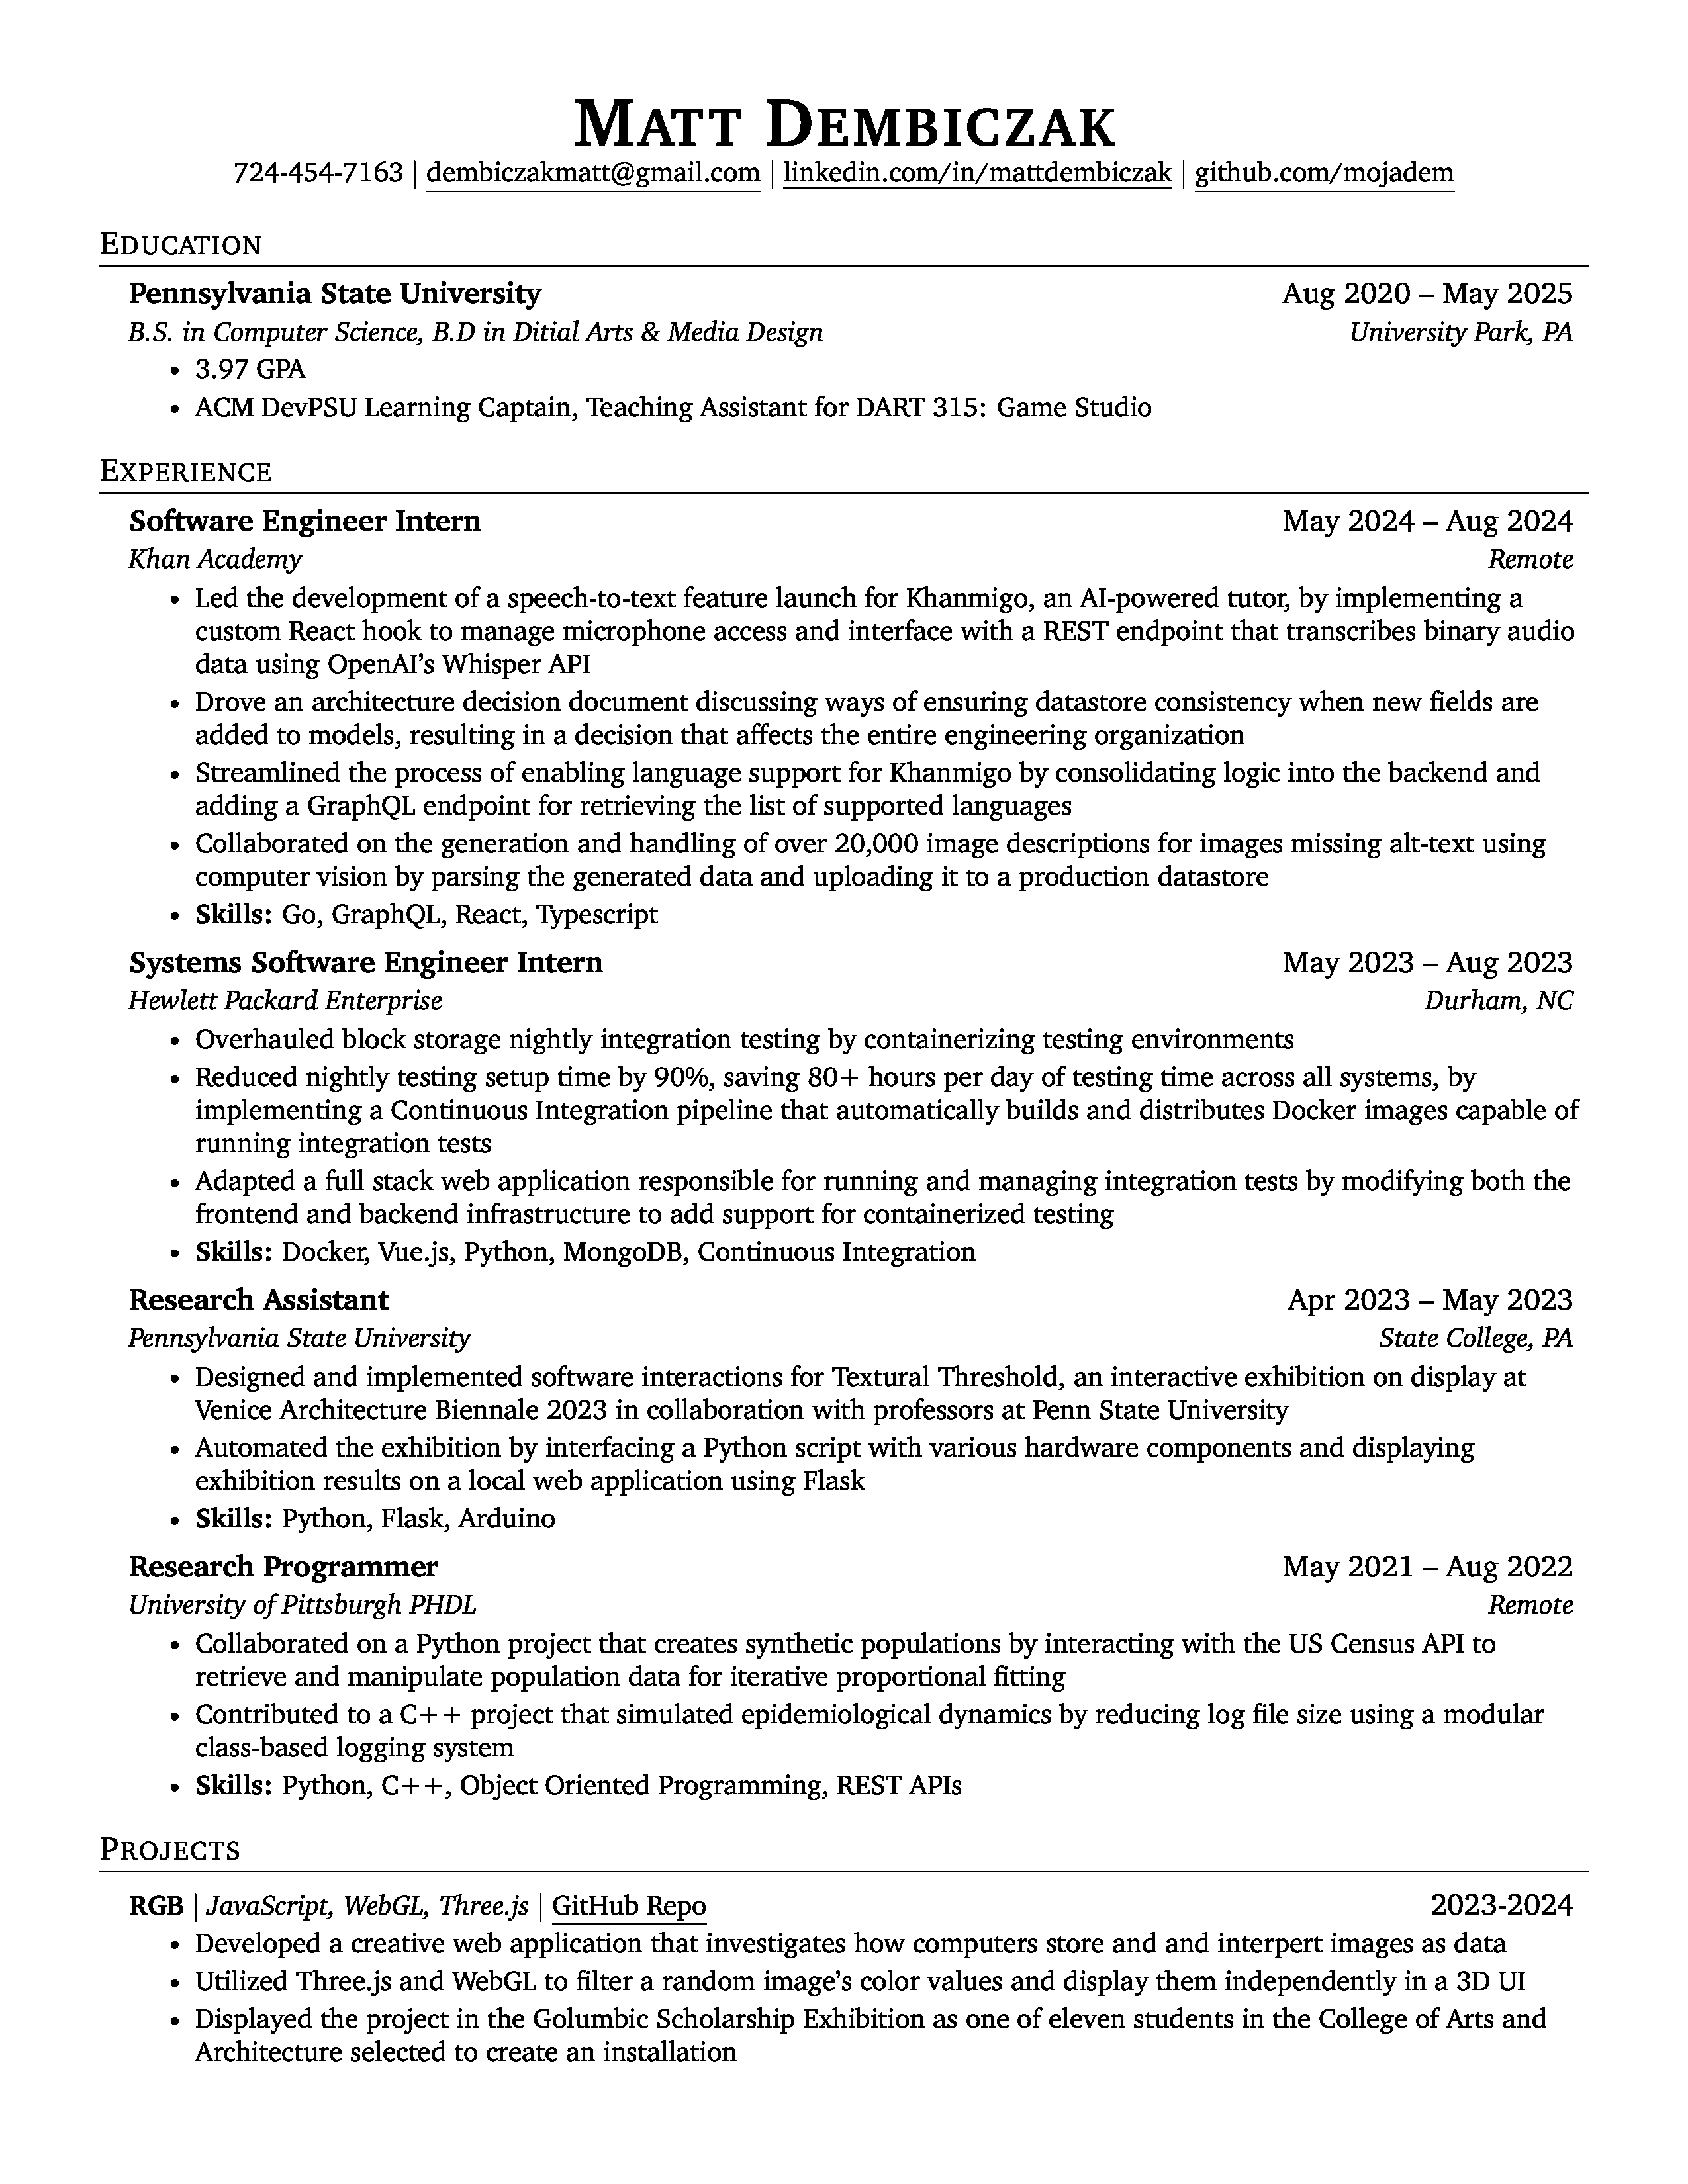 MATT DEMBICZAK
724-454-7163 | dembiczakmatt@gmail.com | linkedin.com/in/mattdembiczak | github.com/mojadem
EDUCATION
Pennsylvania State University Aug 2020 – May 2025
B.S. in Computer Science, B.D in Ditial Arts & Media Design University Park, PA
• 3.97 GPA
• ACM DevPSU Learning Captain, Teaching Assistant for DART 315: Game Studio
EXPERIENCE
Software Engineer Intern May 2024 – Aug 2024
Khan Academy Remote
• Led the development of a speech-to-text feature launch for Khanmigo, an AI-powered tutor, by implementing a
custom React hook to manage microphone access and interface with a REST endpoint that transcribes binary audio
data using OpenAI’s Whisper API
• Drove an architecture decision document discussing ways of ensuring datastore consistency when new fields are
added to models, resulting in a decision that affects the entire engineering organization
• Streamlined the process of enabling language support for Khanmigo by consolidating logic into the backend and
adding a GraphQL endpoint for retrieving the list of supported languages
• Collaborated on the generation and handling of over 20,000 image descriptions for images missing alt-text using
computer vision by parsing the generated data and uploading it to a production datastore
• Skills: Go, GraphQL, React, Typescript
Systems Software Engineer Intern May 2023 – Aug 2023
Hewlett Packard Enterprise Durham, NC
• Overhauled block storage nightly integration testing by containerizing testing environments
• Reduced nightly testing setup time by 90%, saving 80+ hours per day of testing time across all systems, by
implementing a Continuous Integration pipeline that automatically builds and distributes Docker images capable of
running integration tests
• Adapted a full stack web application responsible for running and managing integration tests by modifying both the
frontend and backend infrastructure to add support for containerized testing
• Skills: Docker, Vue.js, Python, MongoDB, Continuous Integration
Research Assistant Apr 2023 – May 2023
Pennsylvania State University State College, PA
• Designed and implemented software interactions for Textural Threshold, an interactive exhibition on display at
Venice Architecture Biennale 2023 in collaboration with professors at Penn State University
• Automated the exhibition by interfacing a Python script with various hardware components and displaying
exhibition results on a local web application using Flask
• Skills: Python, Flask, Arduino
Research Programmer May 2021 – Aug 2022
University of Pittsburgh PHDL Remote
• Collaborated on a Python project that creates synthetic populations by interacting with the US Census API to
retrieve and manipulate population data for iterative proportional fitting
• Contributed to a C++ project that simulated epidemiological dynamics by reducing log file size using a modular
class-based logging system
• Skills: Python, C++, Object Oriented Programming, REST APIs
PROJECTS
RGB | JavaScript, WebGL, Three.js | GitHub Repo 2023-2024
• Developed a creative web application that investigates how computers store and and interpert images as data
• Utilized Three.js and WebGL to filter a random image’s color values and display them independently in a 3D UI
• Displayed the project in the Golumbic Scholarship Exhibition as one of eleven students in the College of Arts and
Architecture selected to create an installation